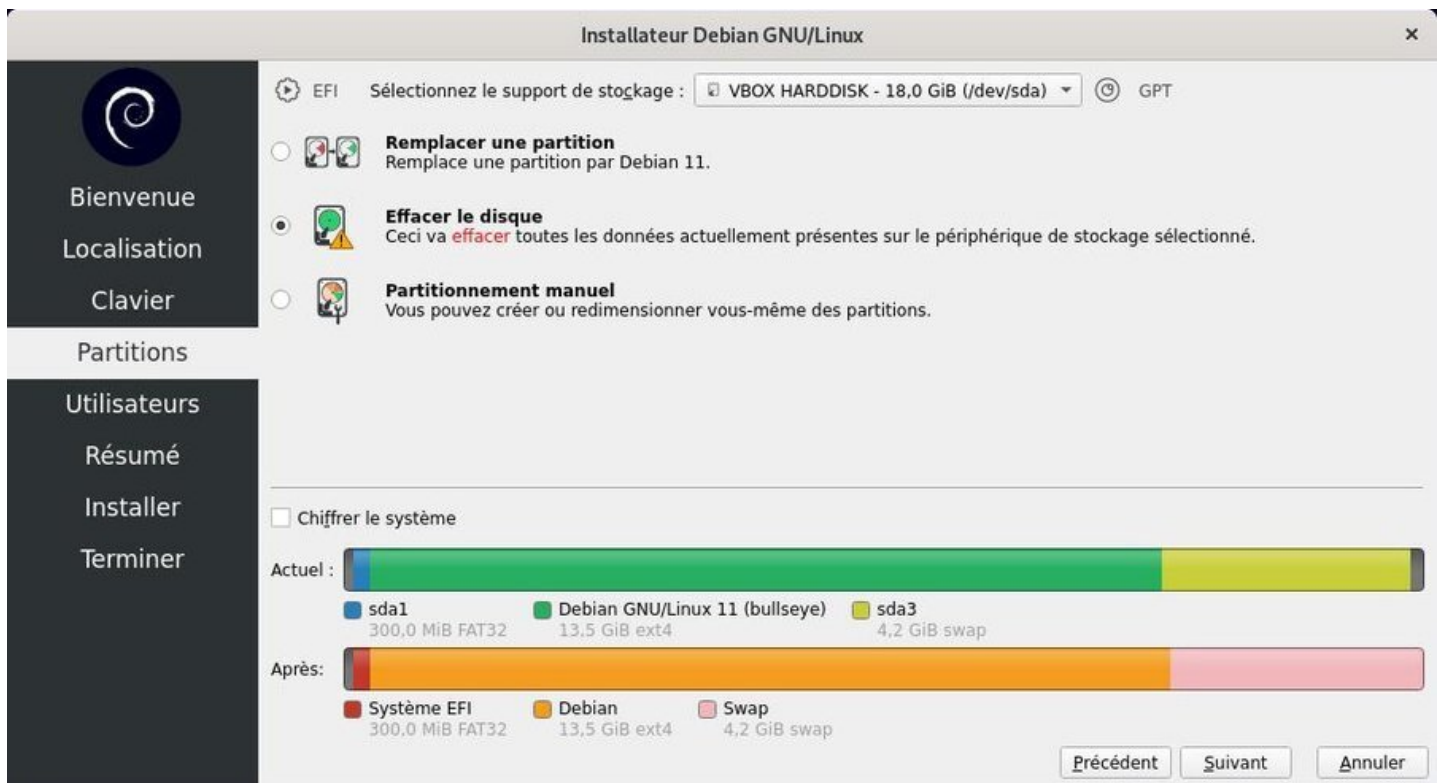 Installateur Debian GNU/Linux
×
EFI Sélectionnez le support de stockage : VBOX HARDDISK - 18,0 GiB (/dev/sda) GPT
Remplacer une partition
Remplace une partition par Debian 11.
Effacer le disque
Ceci va effacer toutes les données actuellement présentes sur le périphérique de stockage sélectionné.
Partitionnement manuel
Vous pouvez créer ou redimensionner vous-même des partitions.
Bienvenue
Localisation
Clavier
Partitions
Utilisateurs
Résumé
Installer
Terminer
Chiffrer le système
Actuel :
sda1 Debian GNU/Linux 11 (bullseye) sda3
300,0 MiB FAT32 13,5 GiB ext4 4,2 GiB swap
Après:
Système EFI Debian Swap
300,0 MiB FAT32 13,5 GiB ext4 4,2 GiB swap
Précédent Suivant Annuler